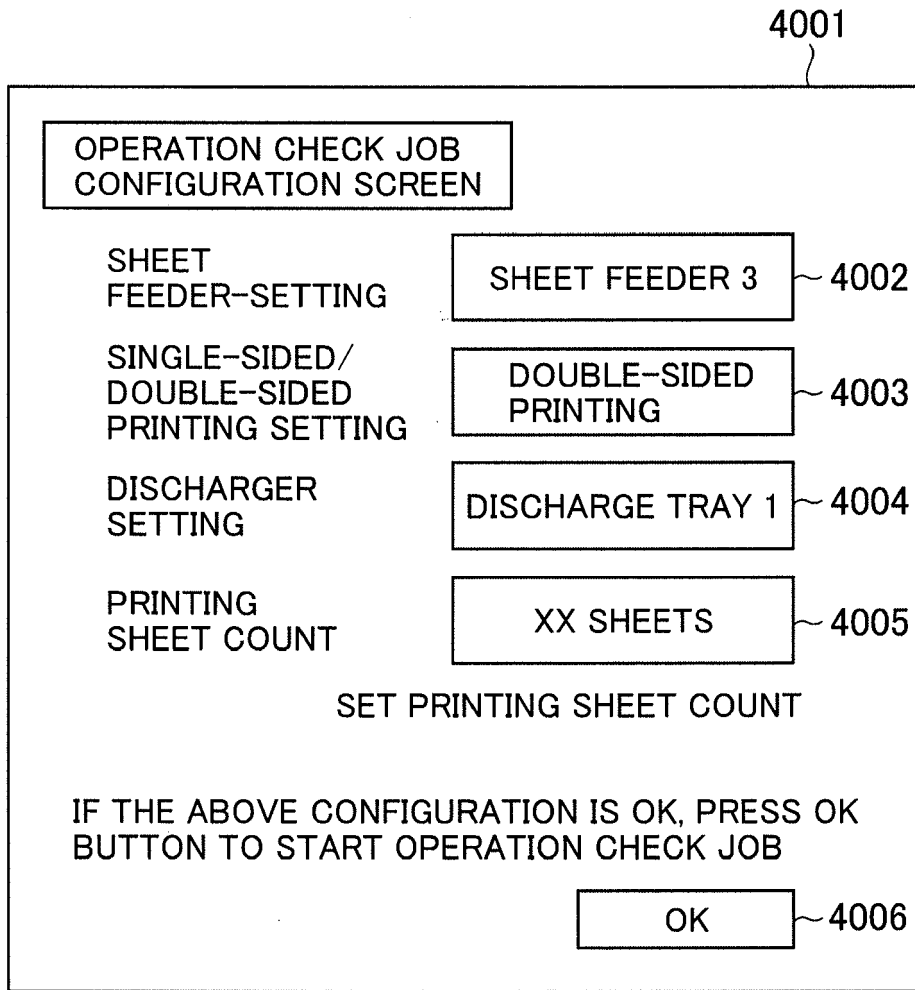 4001
OPERATION CHECK JOB
CONFIGURATION SCREEN
SHEET
FEEDER-SETTING
SHEET FEEDER 3
4002
SINGLE-SIDED/
DOUBLE-SIDED
PRINTING SETTING
DOUBLE-SIDED
PRINTING
4003
DISCHARGER
SETTING
DISCHARGE TRAY 1
4004
PRINTING
SHEET COUNT
XX SHEETS
4005
SET PRINTING SHEET COUNT
IF THE ABOVE CONFIGURATION IS OK, PRESS OK
BUTTON TO START OPERATION CHECK JOB
OK
4006